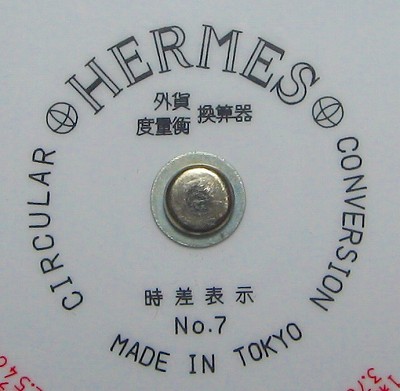 HERMES
外貨
度量衡 換算器
CIRCULAR CONVERSION
時差表示
No.7
MADE IN TOKYO